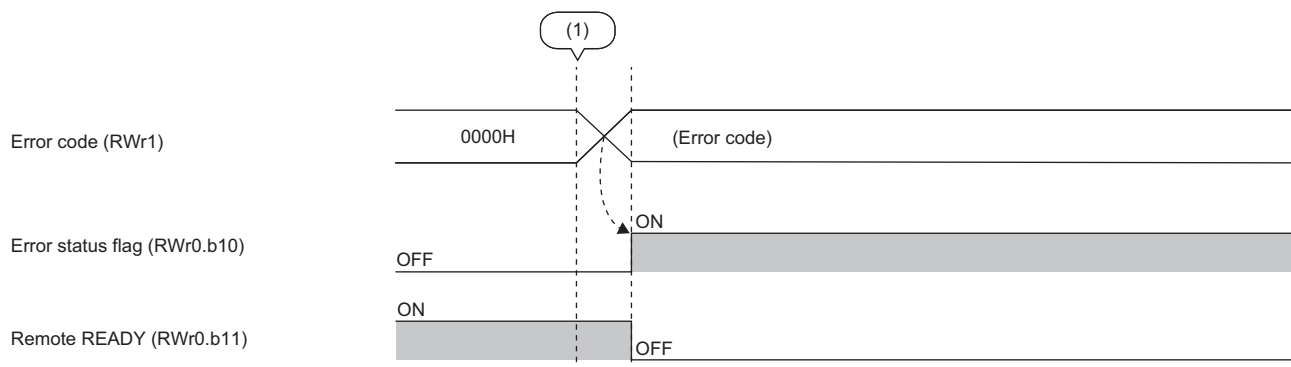 (1)
Error code (RWr1)
0000H
(Error code)
Error status flag (RWr0.b10)
OFF
ON
Remote READY (RWr0.b11)
ON
OFF